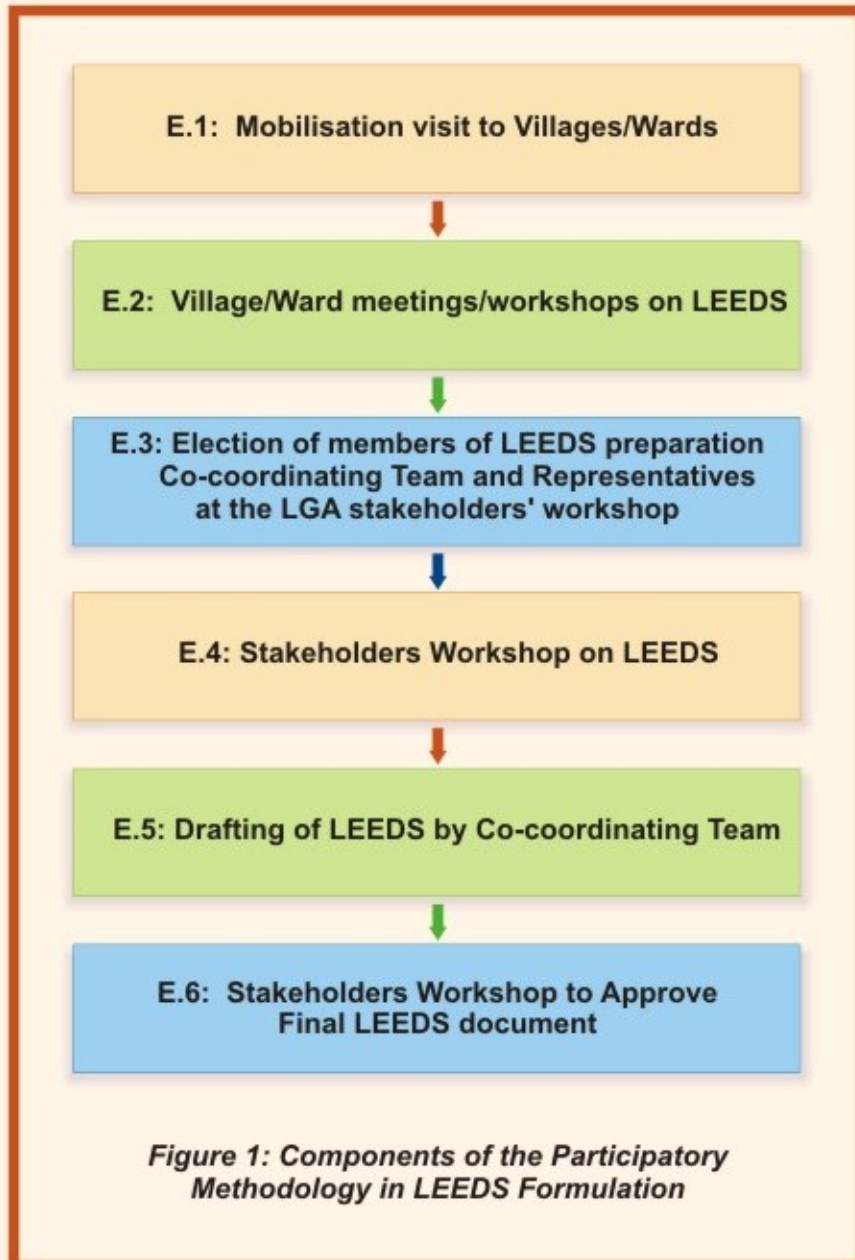 E.1: Mobilisation visit to Villages/Wards
E.2: Village/Ward meetings/workshops on LEEDS
E.3: Election of members of LEEDS preparation
Co-coordinating Team and Representatives
at the LGA stakeholders' workshop
E.4: Stakeholders Workshop on LEEDS
E.5: Drafting of LEEDS by Co-coordinating Team
E.6: Stakeholders Workshop to Approve
Final LEEDS document
Figure 1: Components of the Participatory
Methodology in LEEDS Formulation